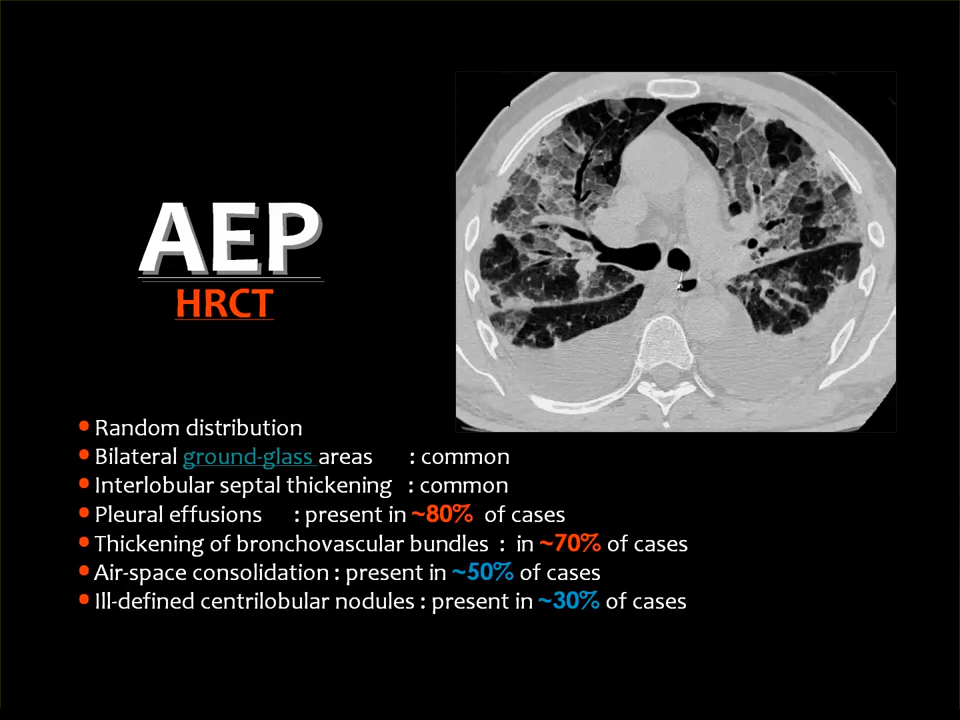 AEP
HRCT
• Random distribution
• Bilateral ground-glass areas : common
• Interlobular septal thickening : common
• Pleural effusions : present in ~80% of cases
• Thickening of bronchovascular bundles : in ~70% of cases
• Air-space consolidation : present in ~50% of cases
• Ill-defined centrilobular nodules : present in ~30% of cases